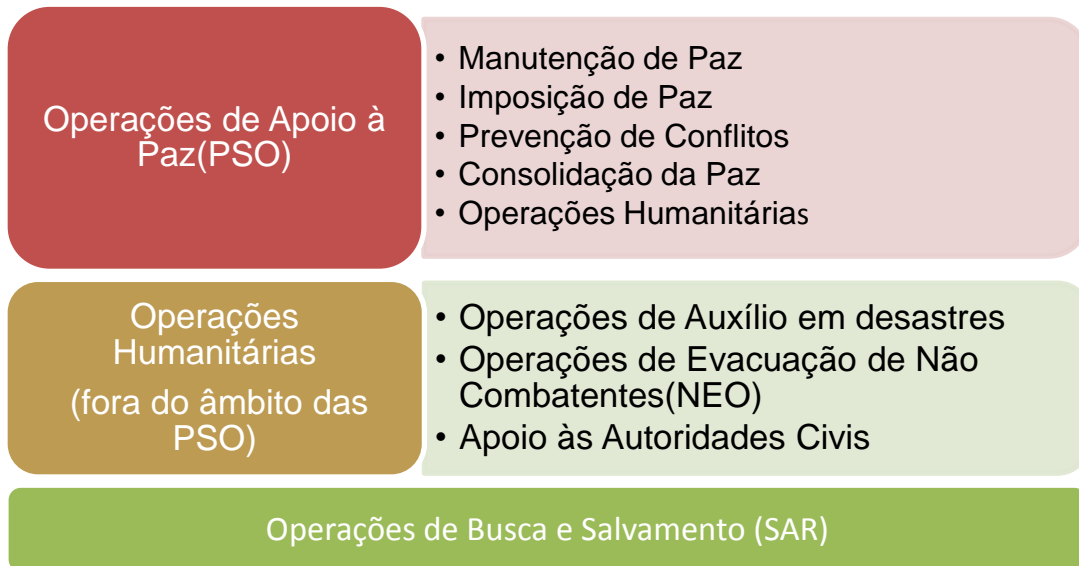 Operações de Apoio à
Paz(PSO)
• Manutenção de Paz
• Imposição de Paz
• Prevenção de Conflitos
• Consolidação da Paz
• Operações Humanitárias
Operações
Humanitárias
(fora do âmbito das
PSO)
• Operações de Auxílio em desastres
• Operações de Evacuação de Não
Combatentes(NEO)
• Apoio às Autoridades Civis
Operações de Busca e Salvamento (SAR)